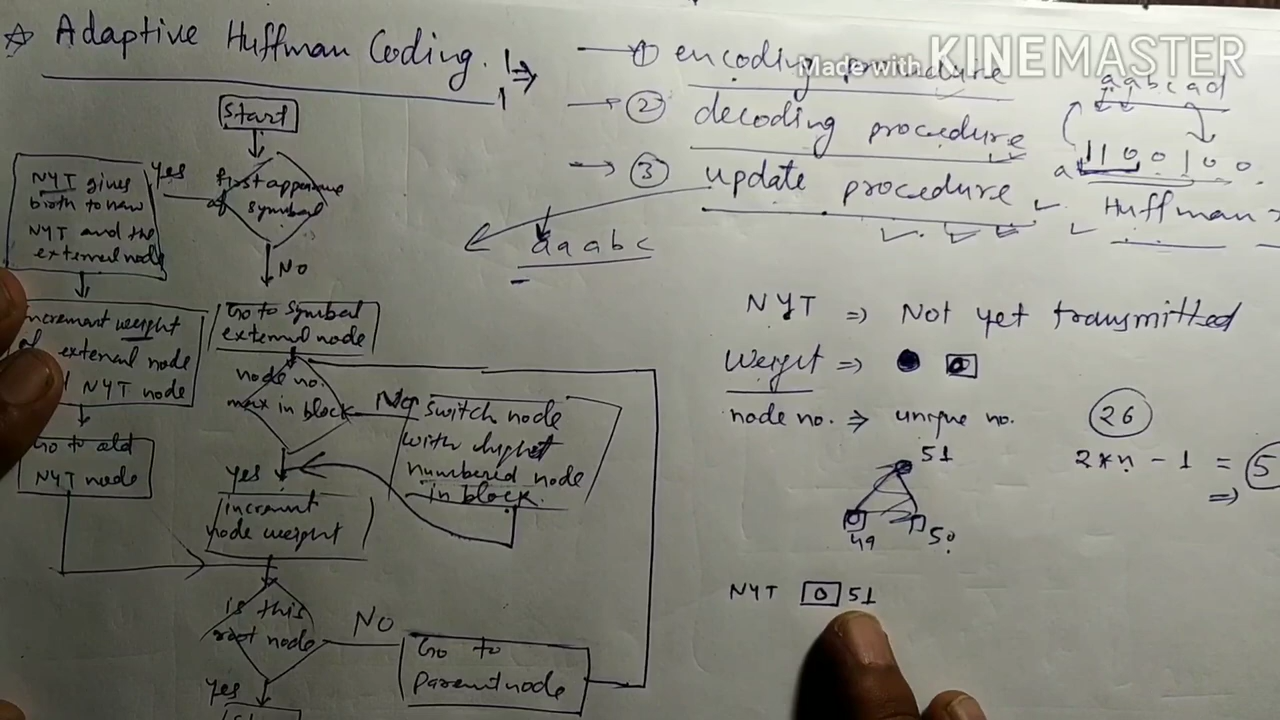 ☆ Adaptive Huffman Coding.
→ ① encoding procedure
→ ② decoding procedure
→ ③ update procedure
Made with KINEMASTER
aabcad
a 1100100.
Huffman
aaabc
Start
first appearance
of symbol
Yes
NYT gives
birth to new
NYT and the
external node
No
increment weight
of external node
NYT node
Go to old
NYT node
Go to Symbol
external node
node no.
max in block
No
Switch node
with highest
numbered node
in block.
yes
increment
node weight
is this
root node
No
Go to
Parent node
yes
NYT ⇒ Not yet transmitted
Weight ⇒
node no. ⇒ unique no.
26
2*n - 1 = 5
⇒
51
49
50
NYT 0 51